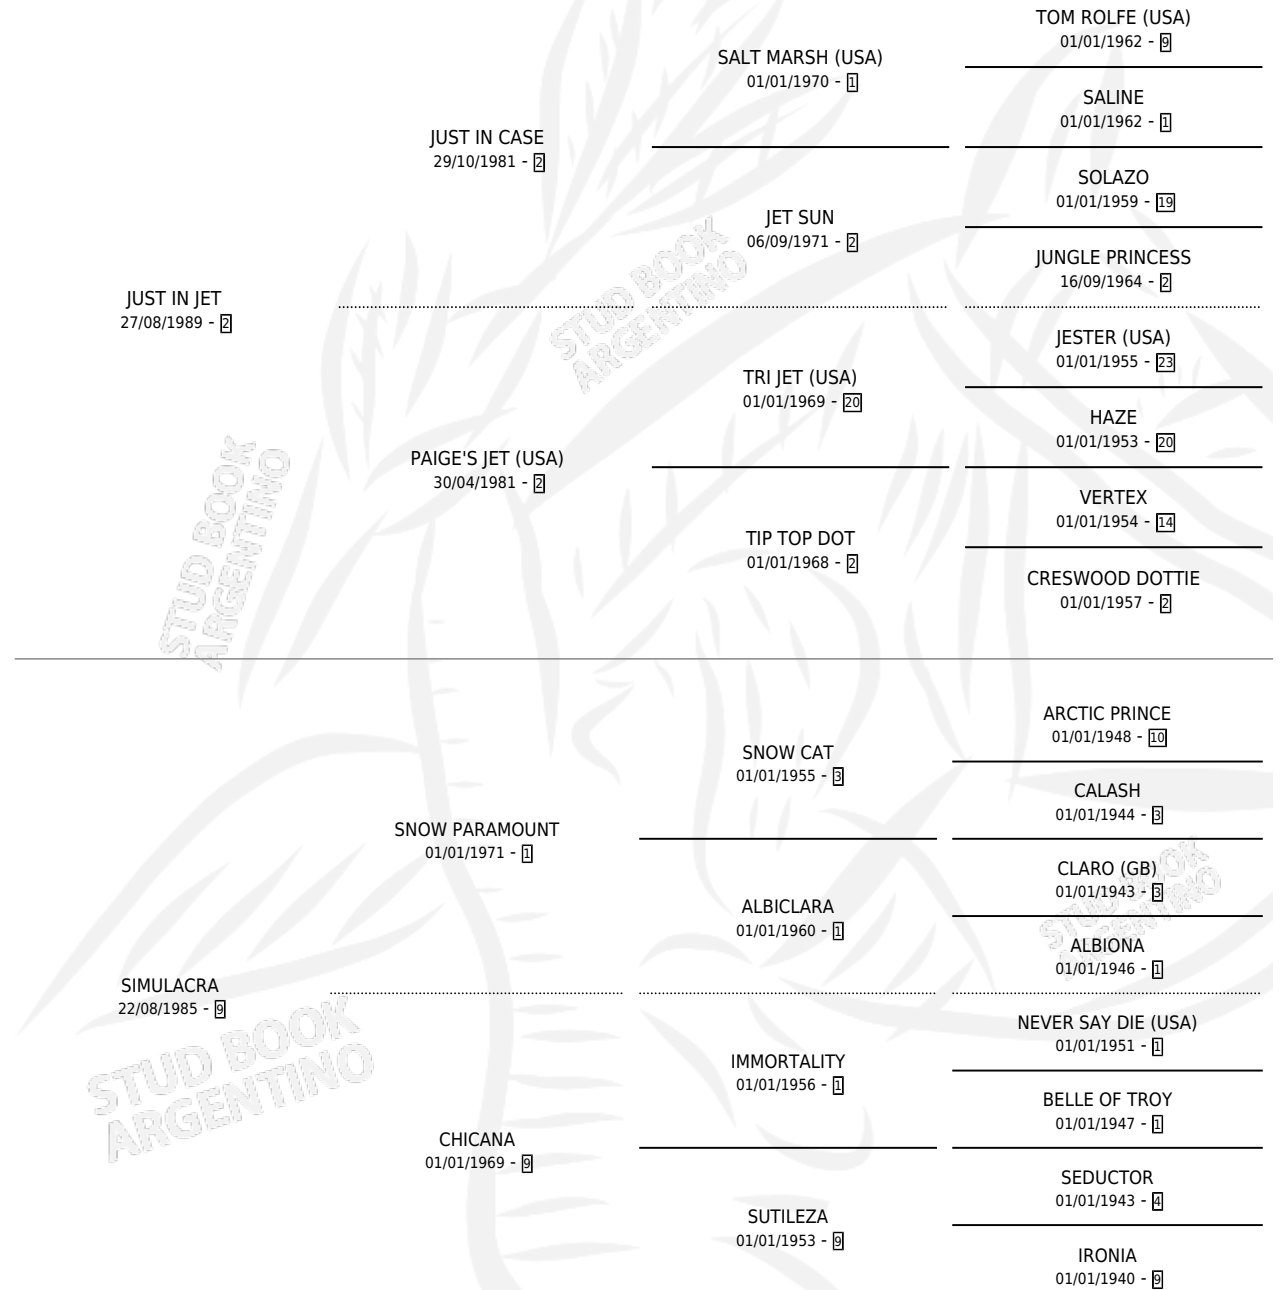 TOM ROLFE (USA)
01/01/1962 - 9
SALT MARSH (USA)
01/01/1970 - 1
SALINE
01/01/1962 - 1
JUST IN CASE
29/10/1981 - 2
SOLAZO
01/01/1959 - 19
JET SUN
06/09/1971 - 2
JUNGLE PRINCESS
16/09/1964 - 2
JUST IN JET
27/08/1989 - 2
STUD BOOK
ARGENTINO
JESTER (USA)
01/01/1955 - 23
TRI JET (USA)
01/01/1969 - 20
HAZE
01/01/1953 - 20
PAIGE'S JET (USA)
30/04/1981 - 2
VERTEX
01/01/1954 - 14
TIP TOP DOT
01/01/1968 - 2
CRESWOOD DOTTIE
01/01/1957 - 2
STUD BOOK
ARGENTINO
ARCTIC PRINCE
01/01/1948 - 10
SNOW CAT
01/01/1955 - 3
CALASH
01/01/1944 - 3
SNOW PARAMOUNT
01/01/1971 - 1
CLARO (GB)
01/01/1943 - 3
ALBICLARA
01/01/1960 - 1
STUD BOOK
ARGENTINO
ALBIONA
01/01/1946 - 1
SIMULACRA
22/08/1985 - 9
NEVER SAY DIE (USA)
01/01/1951 - 1
IMMORTALITY
01/01/1956 - 1
BELLE OF TROY
01/01/1947 - 1
STUD BOOK
ARGENTINO
CHICANA
01/01/1969 - 9
SEDUCTOR
01/01/1943 - 4
SUTILEZA
01/01/1953 - 9
IRONIA
01/01/1940 - 9